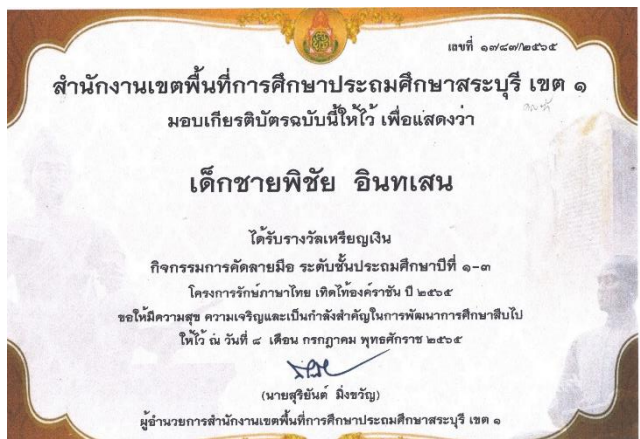 เลขที่ ๑๗๘๓/๒๕๖๕
สำนักงานเขตพื้นที่การศึกษาประถมศึกษาสระบุรี เขต ๑
มอบเกียรติบัตรฉบับนี้ให้ไว้ เพื่อแสดงว่า
เด็กชายพิชัย อินทเสน
ได้รับรางวัลเหรียญเงิน
กิจกรรมการคัดลายมือ ระดับชั้นประถมศึกษาปีที่ ๑-๓
โครงการรักษ์ภาษาไทย เทิดไท้องค์ราชัน ปี ๒๕๖๕
ขอให้มีความสุข ความเจริญและเป็นกำลังสำคัญในการพัฒนาการศึกษาสืบไป
ให้ไว้ ณ วันที่ ๘ เดือน กรกฎาคม พุทธศักราช ๒๕๖๕
(นายสุริยันต์ มิ่งขวัญ)
ผู้อำนวยการสำนักงานเขตพื้นที่การศึกษาประถมศึกษาสระบุรี เขต ๑